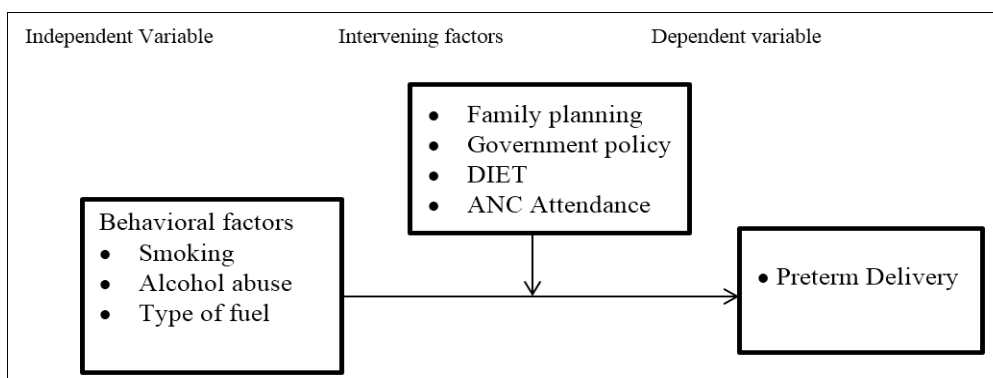 Independent Variable
Intervening factors
Dependent variable
• Family planning
• Government policy
• DIET
• ANC Attendance
Behavioral factors
• Smoking
• Alcohol abuse
• Type of fuel
• Preterm Delivery